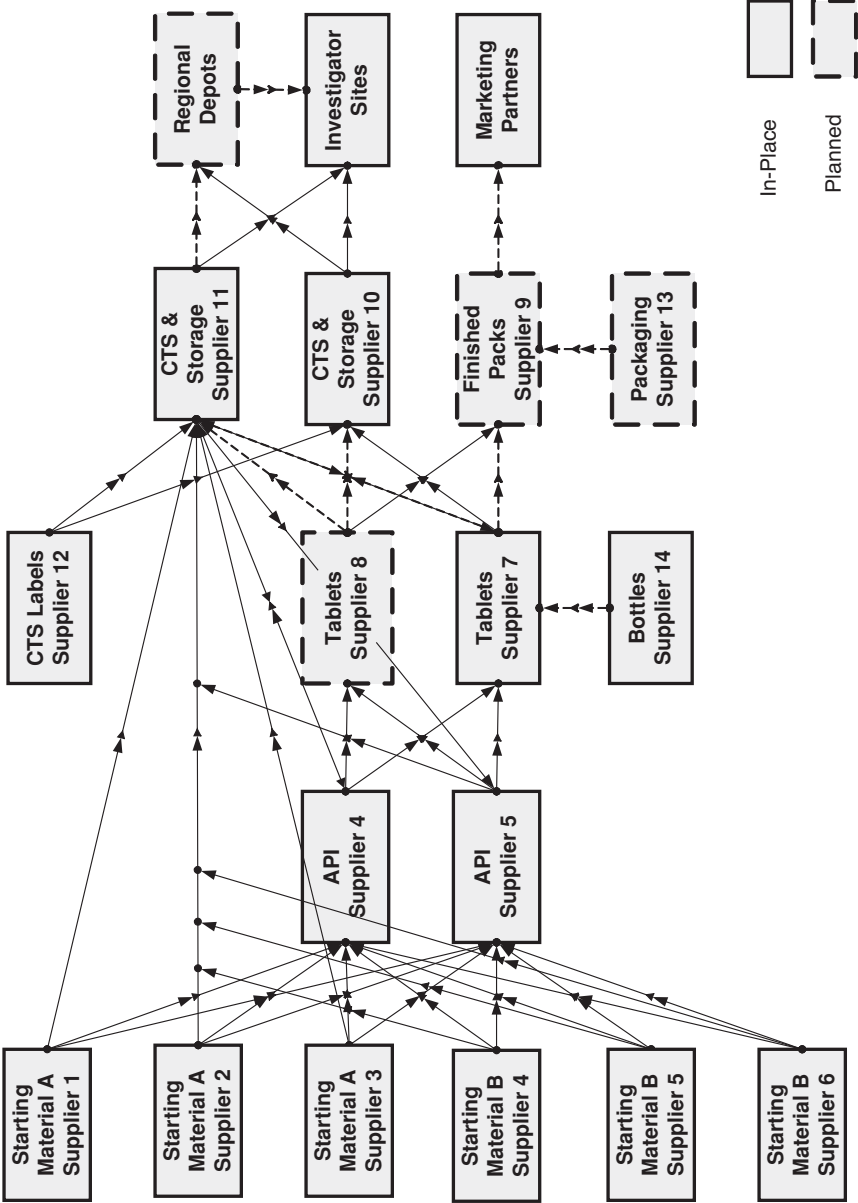 Starting
Material A
Supplier 1
Starting
Material A
Supplier 2
Starting
Material A
Supplier 3
Starting
Material B
Supplier 4
Starting
Material B
Supplier 5
Starting
Material B
Supplier 6
API
Supplier 4
API
Supplier 5
CTS Labels
Supplier 12
Tablets
Supplier 8
Tablets
Supplier 7
Bottles
Supplier 14
CTS &
Storage
Supplier 11
CTS &
Storage
Supplier 10
Finished
Packs
Supplier 9
Packaging
Supplier 13
Regional
Depots
Investigator
Sites
Marketing
Partners
In-Place
Planned